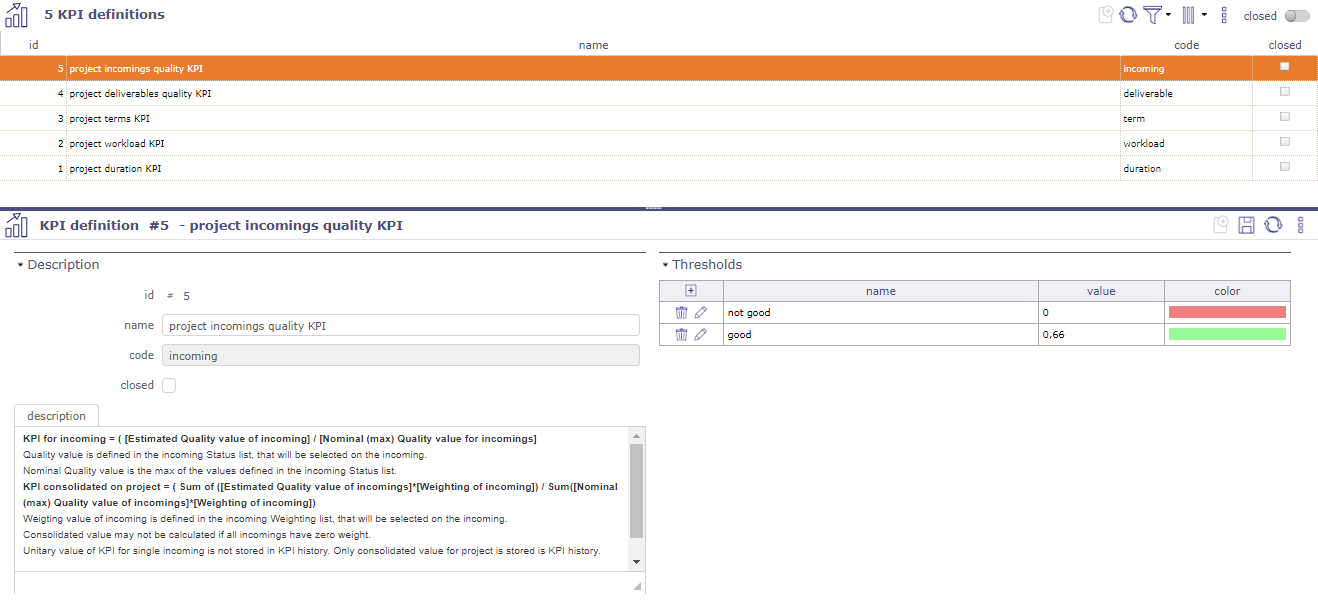 5 KPI definitions
closed
id name code closed
5 project incomings quality KPI incoming
4 project deliverables quality KPI deliverable
3 project terms KPI term
2 project workload KPI workload
1 project duration KPI duration
KPI definition #5 - project incomings quality KPI
Description
id # 5
name project incomings quality KPI
code incoming
closed
description
KPI for incoming = ( [Estimated Quality value of incoming] / [Nominal (max) Quality value for incomings]
Quality value is defined in the incoming Status list, that will be selected on the incoming.
Nominal Quality value is the max of the values defined in the incoming Status list.
KPI consolidated on project = ( Sum of ([Estimated Quality value of incomings]*[Weighting of incoming]) / Sum([Nominal
(max) Quality value of incomings]*[Weighting of incoming])
Weigting value of incoming is defined in the incoming Weighting list, that will be selected on the incoming.
Consolidated value may not be calculated if all incomings have zero weight.
Unitary value of KPI for single incoming is not stored in KPI history. Only consolidated value for project is stored is KPI history.
Thresholds
name value color
not good 0
good 0,66